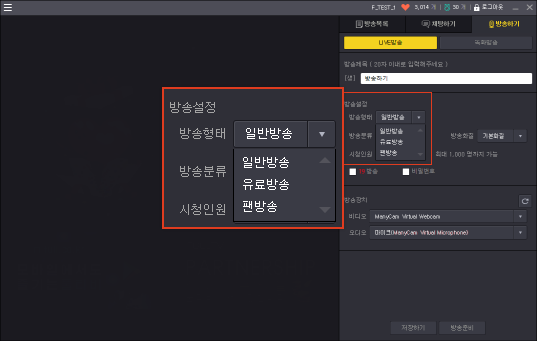 F_TEST_1 3,014 개 30 개 로그아웃
방송목록 채팅하기 방송하기
LIVE방송 녹화방송
방송제목 ( 20자 이내로 입력해주세요 )
방송하기
방송설정
방송형태 일반방송
방송분류
시청인원
일반방송
유료방송
팬방송
방송설정
방송형태 일반방송
방송분류 일반방송 방송화질 기본화질
유료방송
시청인원 팬방송 최대 1,000 명까지 가능
19 방송 비밀번호
방송장치
비디오 ManyCam Virtual Webcam
오디오 마이크(ManyCam Virtual Microphone)
저장하기 방송준비